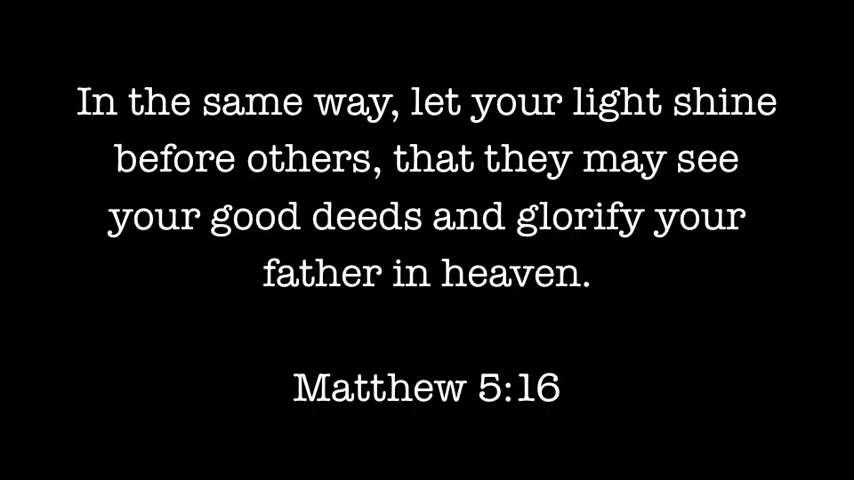 In the same way, let your light shine
before others, that they may see
your good deeds and glorify your
father in heaven.
Matthew 5:16